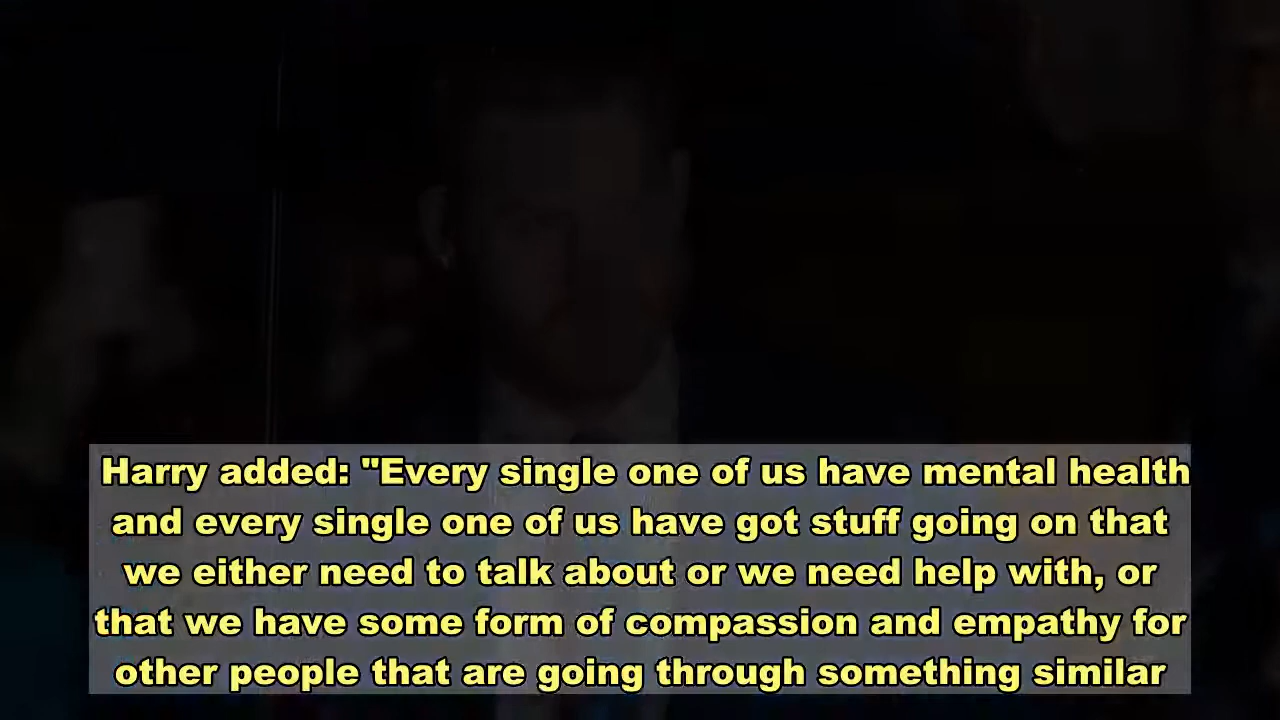 Harry added: "Every single one of us have mental health
and every single one of us have got stuff going on that
we either need to talk about or we need help with, or
that we have some form of compassion and empathy for
other people that are going through something similar